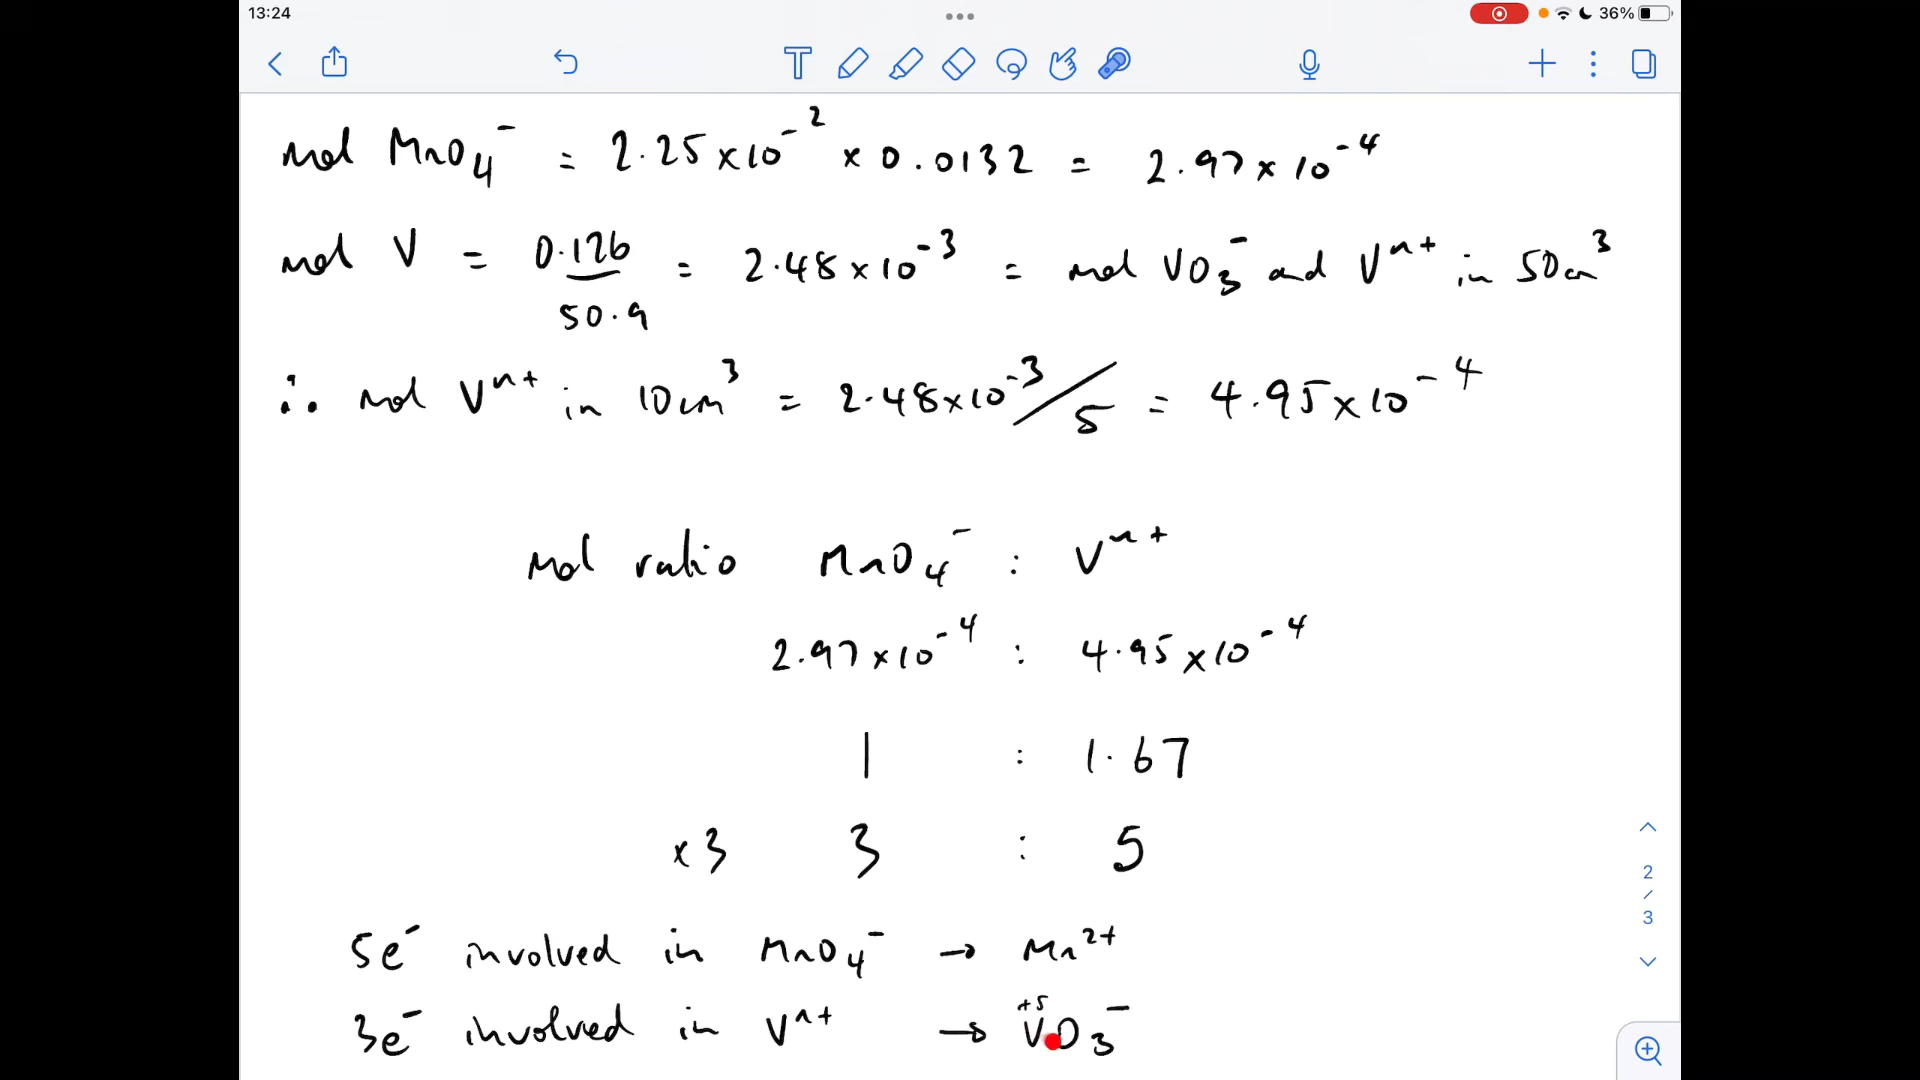 13:24
36%
mol MnO₄⁻ = 2.25×10⁻² × 0.0132 = 2.97×10⁻⁴
mol V = 0.126/50.9 = 2.48×10⁻³ = mol VO₃⁻ and Vⁿ⁺ in 50cm³
∴ mol Vⁿ⁺ in 10cm³ = 2.48×10⁻³/5 = 4.95×10⁻⁴
Mol ratio MnO₄⁻ : Vⁿ⁺
2.97×10⁻⁴ : 4.95×10⁻⁴
1 : 1.67
×3 3 : 5
5e⁻ involved in MnO₄⁻ → Mn²⁺
+5
3e⁻ involved in Vⁿ⁺ → VO₃⁻
2
/
3